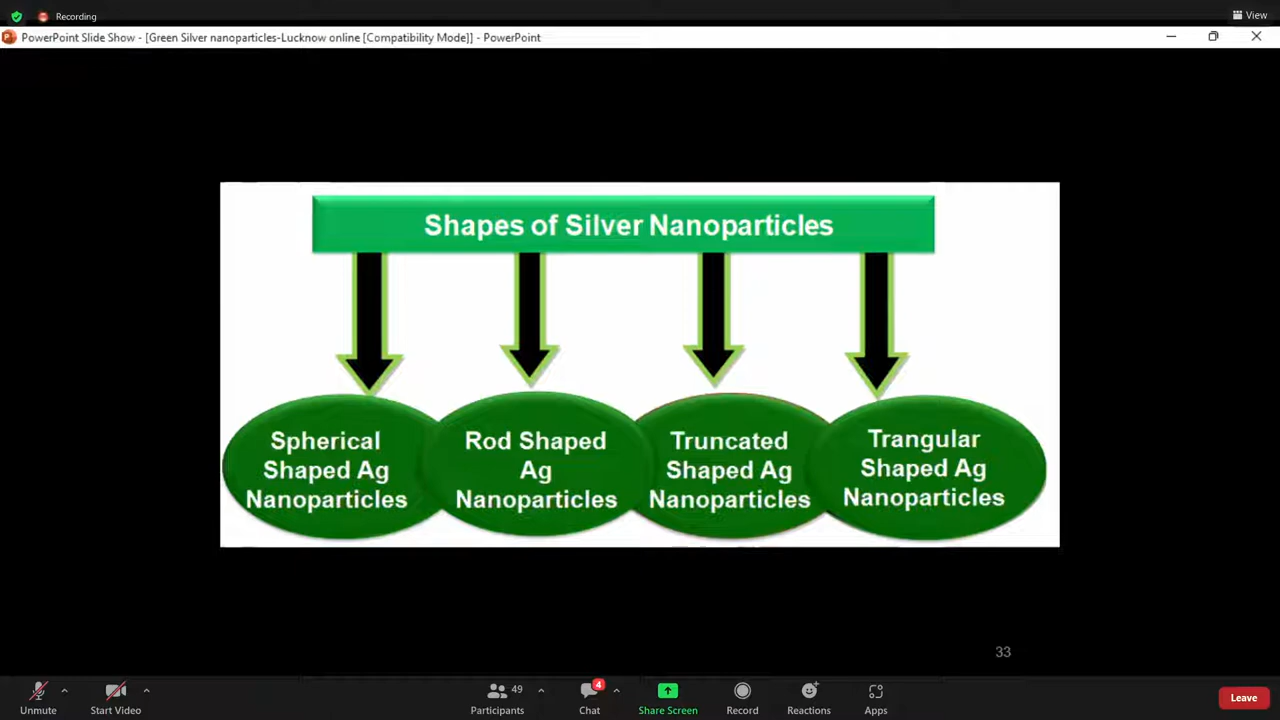 Recording
View
PowerPoint Slide Show - [Green Silver nanoparticles-Lucknow online [Compatibility Mode]] - PowerPoint
Shapes of Silver Nanoparticles
Spherical
Shaped Ag
Nanoparticles
Rod Shaped
Ag
Nanoparticles
Truncated
Shaped Ag
Nanoparticles
Trangular
Shaped Ag
Nanoparticles
33
Unmute
Start Video
49
Participants
4
Chat
Share Screen
Record
Reactions
Apps
Leave